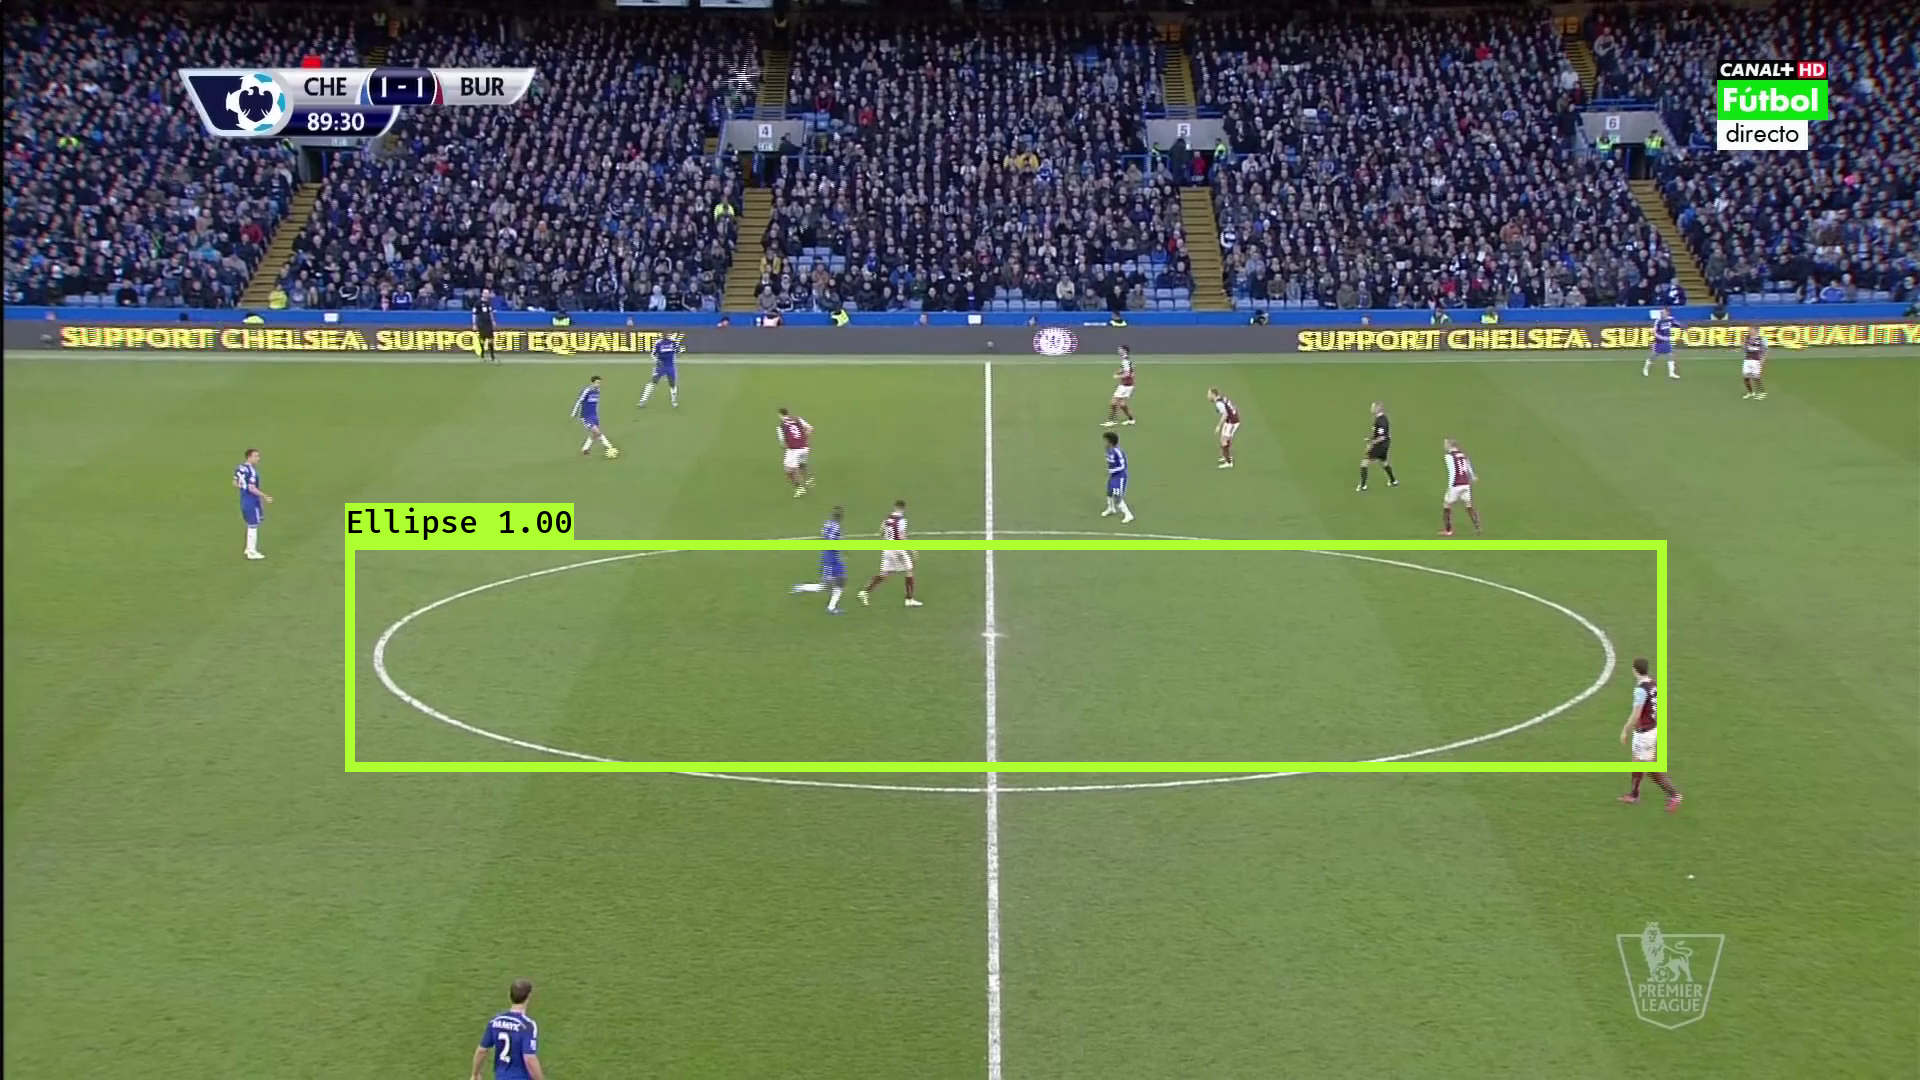 CHE 1-1 BUR
89:30
CANAL+ HD
Fútbol
directo
4
5
6
SUPPORT CHELSEA. SUPPORT EQUALITY
SUPPORT CHELSEA. SUPPORT EQUALITY
Ellipse 1.00
PREMIER
LEAGUE
2